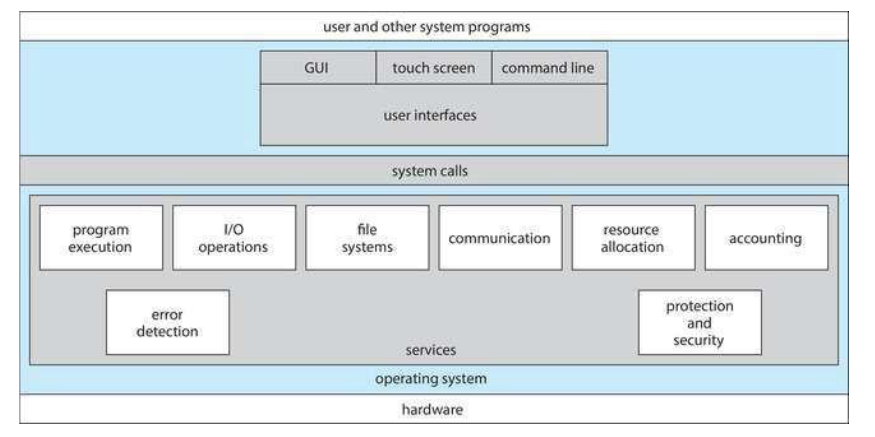 user and other system programs
GUI
touch screen
command line
user interfaces
system calls
program
execution
I/O
operations
file
systems
communication
resource
allocation
accounting
error
detection
protection
and
security
services
operating system
hardware